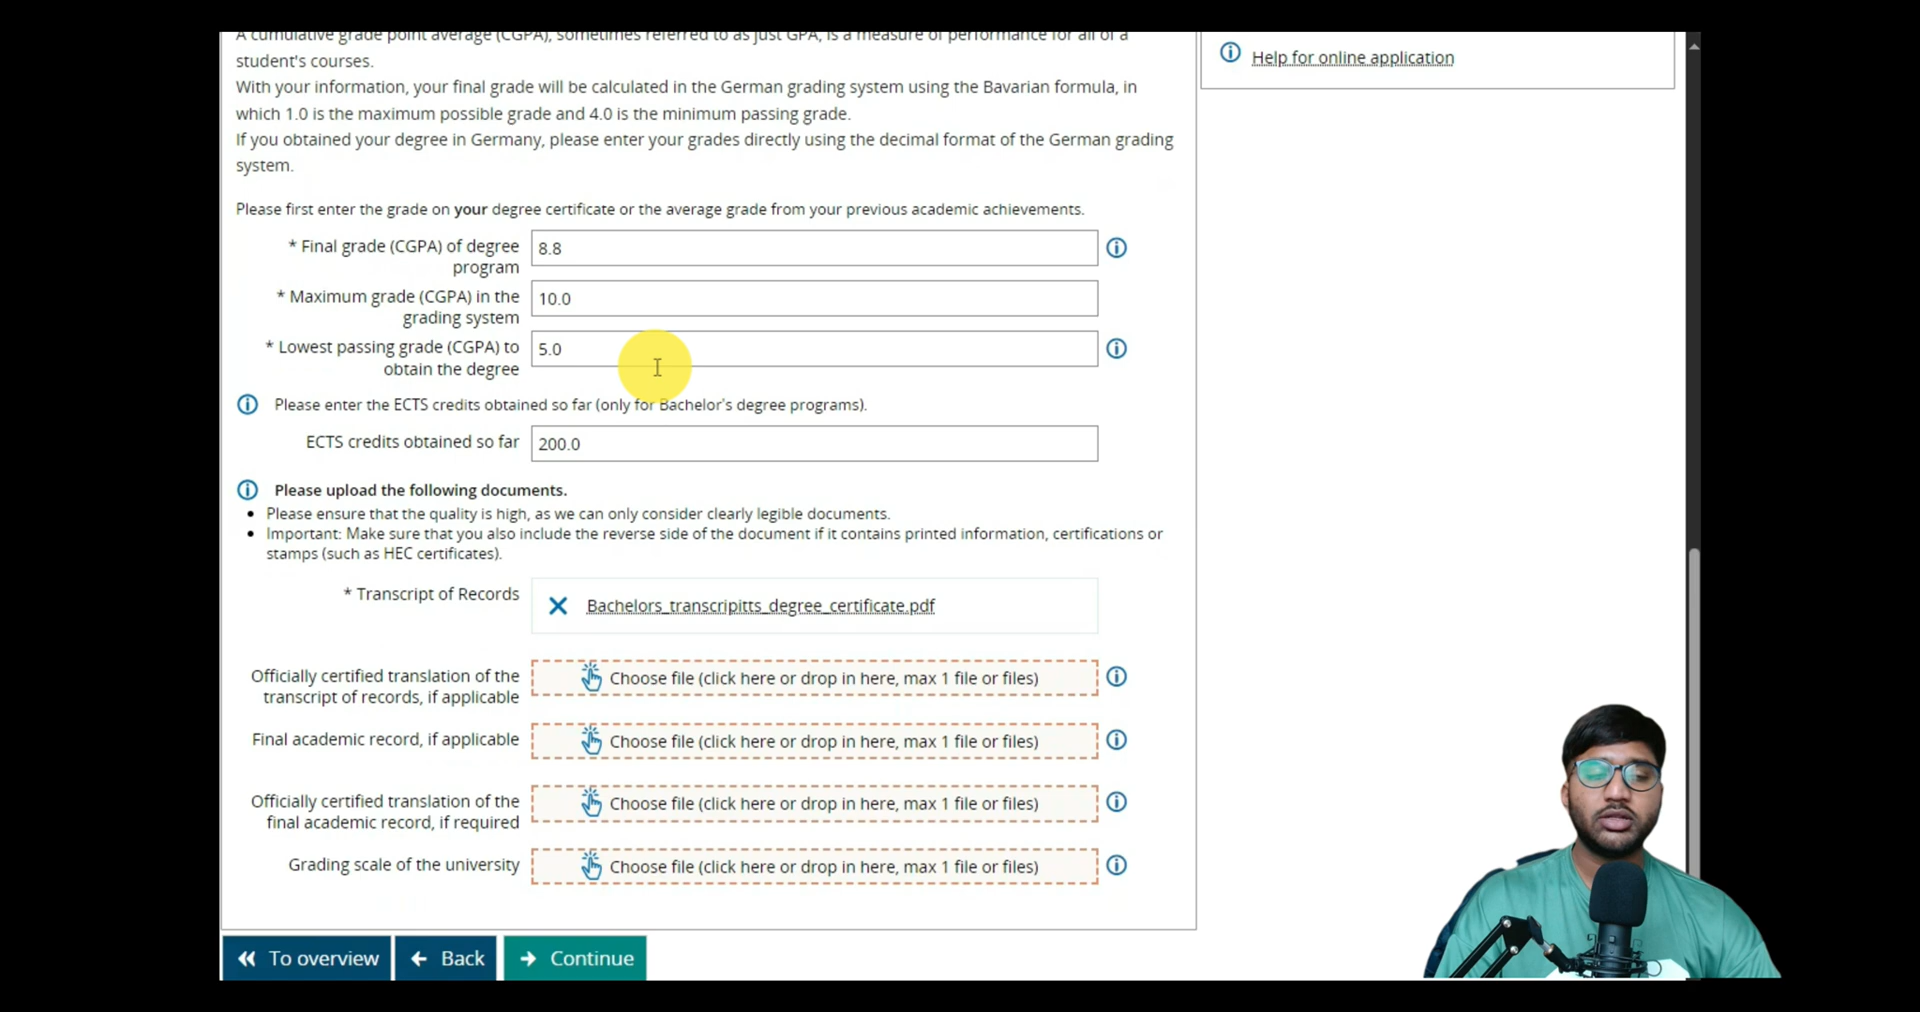 A cumulative grade point average (CGPA), sometimes referred to as just GPA, is a measure of performance for all of a
student's courses.
With your information, your final grade will be calculated in the German grading system using the Bavarian formula, in
which 1.0 is the maximum possible grade and 4.0 is the minimum passing grade.
If you obtained your degree in Germany, please enter your grades directly using the decimal format of the German grading
system.
Help for online application
Please first enter the grade on your degree certificate or the average grade from your previous academic achievements.
* Final grade (CGPA) of degree
program
8.8
* Maximum grade (CGPA) in the
grading system
10.0
* Lowest passing grade (CGPA) to
obtain the degree
5.0
Please enter the ECTS credits obtained so far (only for Bachelor's degree programs).
ECTS credits obtained so far
200.0
Please upload the following documents.
Please ensure that the quality is high, as we can only consider clearly legible documents.
Important: Make sure that you also include the reverse side of the document if it contains printed information, certifications or
stamps (such as HEC certificates).
* Transcript of Records
Bachelors_transcripitts_degree_certificate.pdf
Officially certified translation of the
transcript of records, if applicable
Choose file (click here or drop in here, max 1 file or files)
Final academic record, if applicable
Choose file (click here or drop in here, max 1 file or files)
Officially certified translation of the
final academic record, if required
Choose file (click here or drop in here, max 1 file or files)
Grading scale of the university
Choose file (click here or drop in here, max 1 file or files)
To overview
Back
Continue